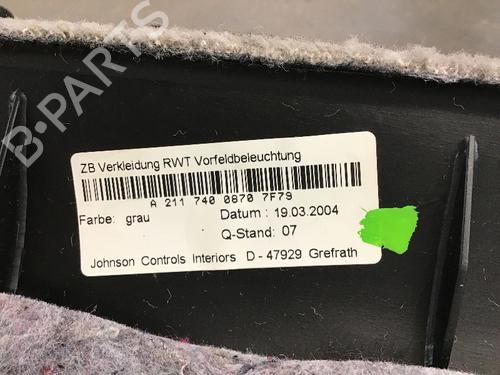 B-PARTS
ZB Verkleidung RWT Vorfeldbeleuchtung
A 211 740 0870 7F79
Farbe: grau Datum : 19.03.2004
Q-Stand: 07
Johnson Controls Interiors D - 47929 Grefrath